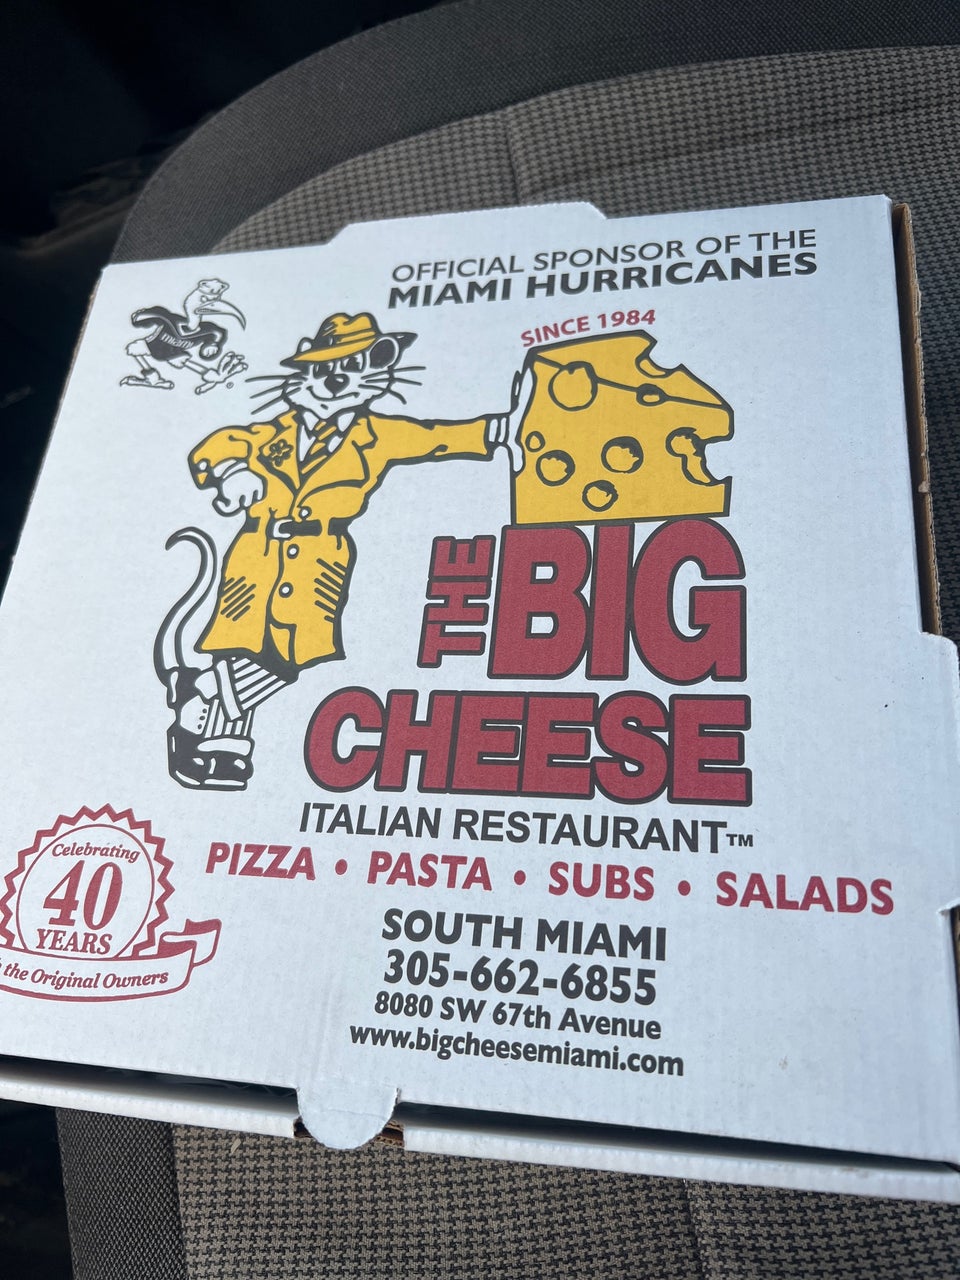 OFFICIAL SPONSOR OF THE
MIAMI HURRICANES
MIAMI
®
SINCE 1984
THE BIG
CHEESE
ITALIAN RESTAURANT™
PIZZA • PASTA • SUBS • SALADS
Celebrating
40
YEARS
the Original Owners
SOUTH MIAMI
305-662-6855
8080 SW 67th Avenue
www.bigcheesemiami.com